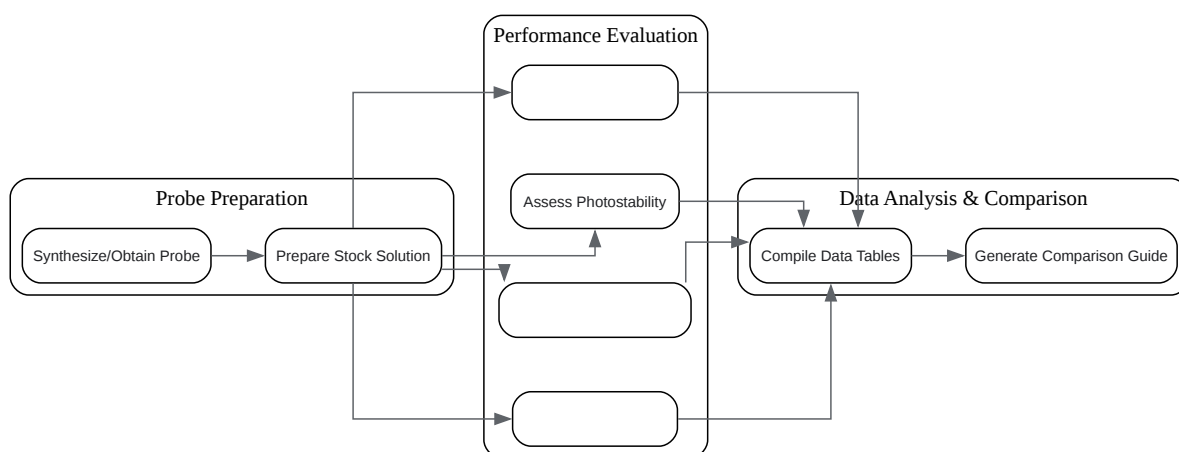 Performance Evaluation
Assess Photostability
Probe Preparation
Synthesize/Obtain Probe
Prepare Stock Solution
Data Analysis & Comparison
Compile Data Tables
Generate Comparison Guide